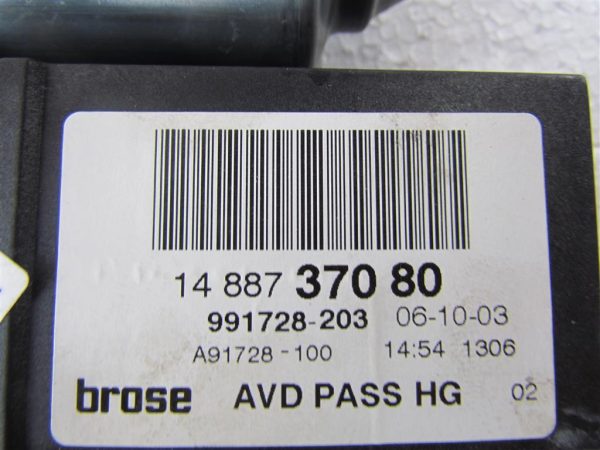 14 887 370 80
991728-203 06-10-03
A91728-100 14:54 1306
brose AVD PASS HG 02